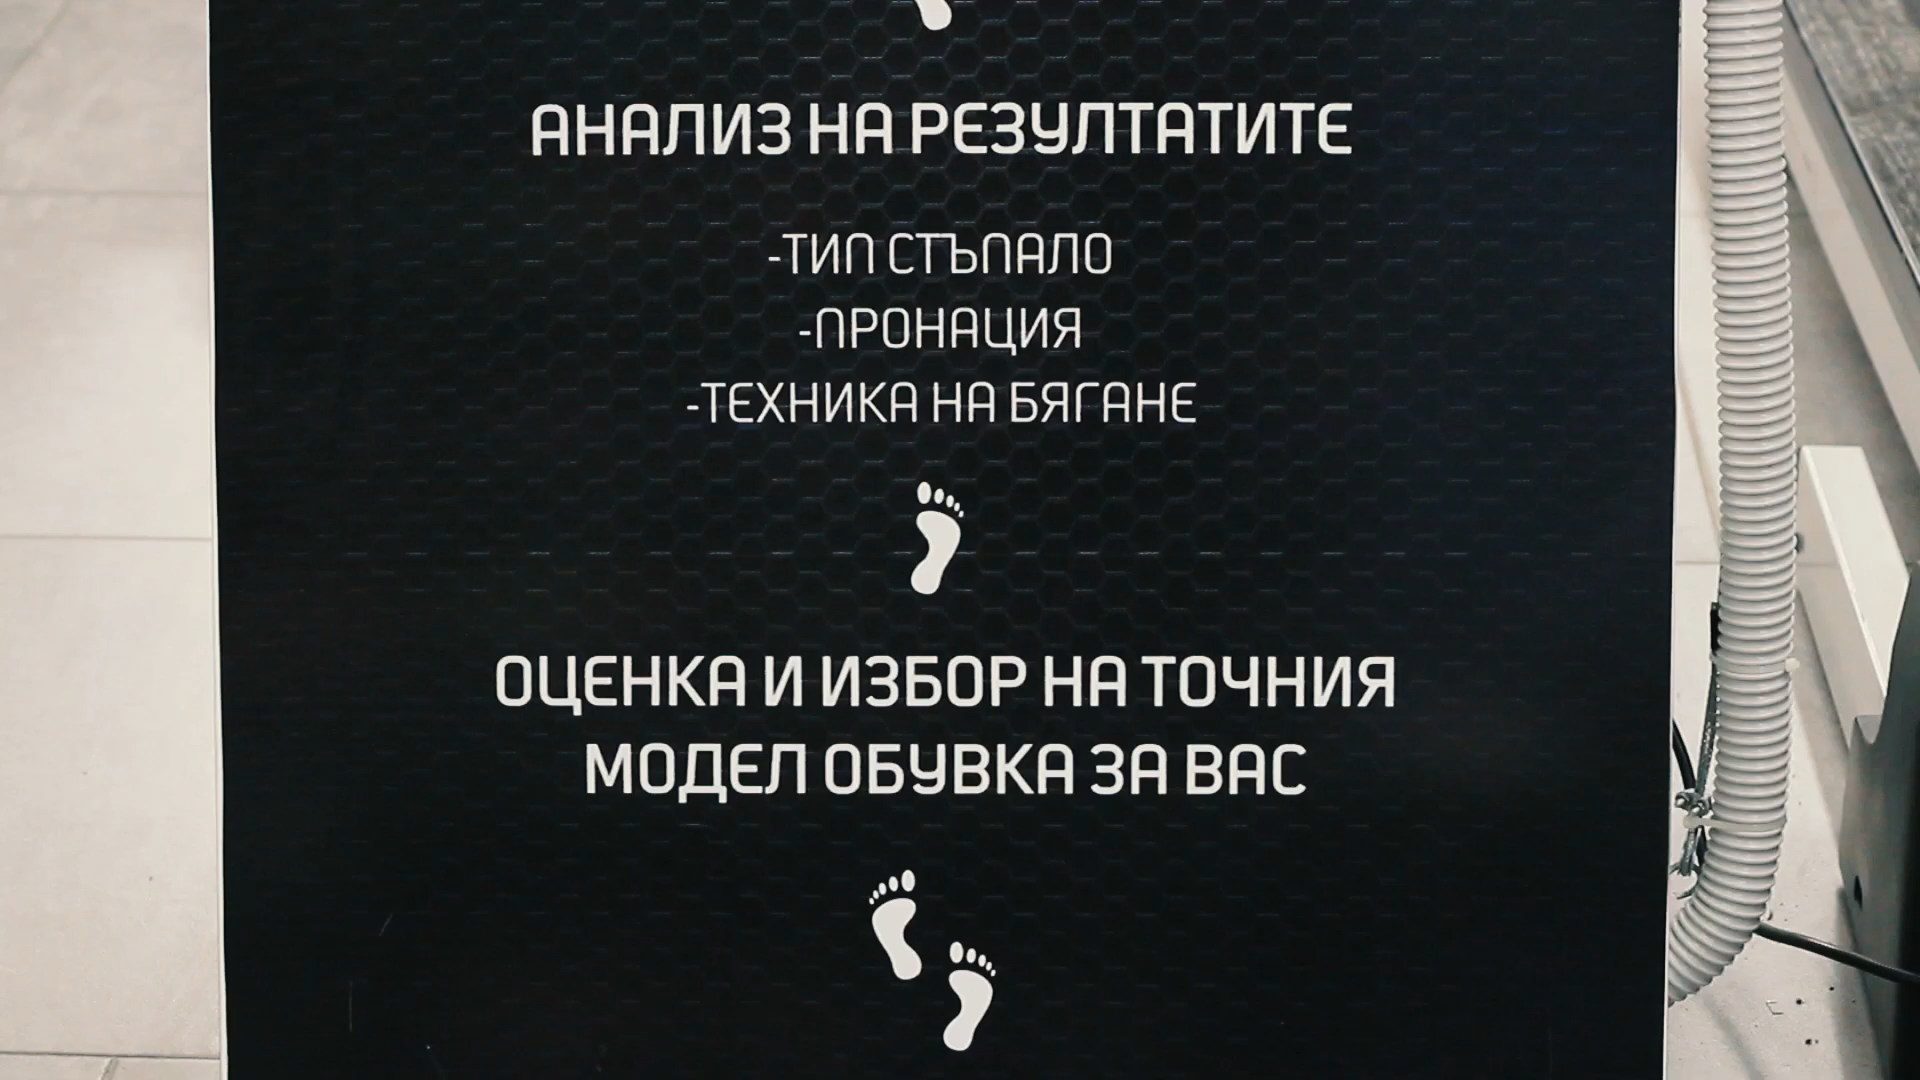 АНАЛИЗ НА РЕЗУЛТАТИТЕ
-ТИП СТЪПАЛО
-ПРОНАЦИЯ
-ТЕХНИКА НА БЯГАНЕ
ОЦЕНКА И ИЗБОР НА ТОЧНИЯ
МОДЕЛ ОБУВКА ЗА ВАС